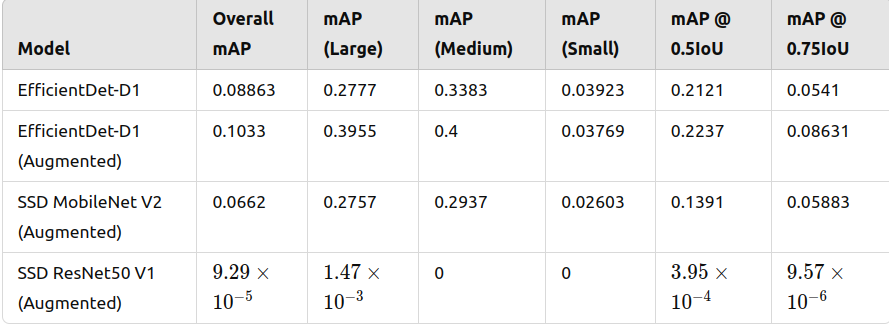 Model | Overall mAP | mAP (Large) | mAP (Medium) | mAP (Small) | mAP @ 0.5IoU | mAP @ 0.75IoU
EfficientDet-D1 | 0.08863 | 0.2777 | 0.3383 | 0.03923 | 0.2121 | 0.0541
EfficientDet-D1 (Augmented) | 0.1033 | 0.3955 | 0.4 | 0.03769 | 0.2237 | 0.08631
SSD MobileNet V2 (Augmented) | 0.0662 | 0.2757 | 0.2937 | 0.02603 | 0.1391 | 0.05883
SSD ResNet50 V1 (Augmented) | 9.29 × 10⁻⁵ | 1.47 × 10⁻³ | 0 | 0 | 3.95 × 10⁻⁴ | 9.57 × 10⁻⁶